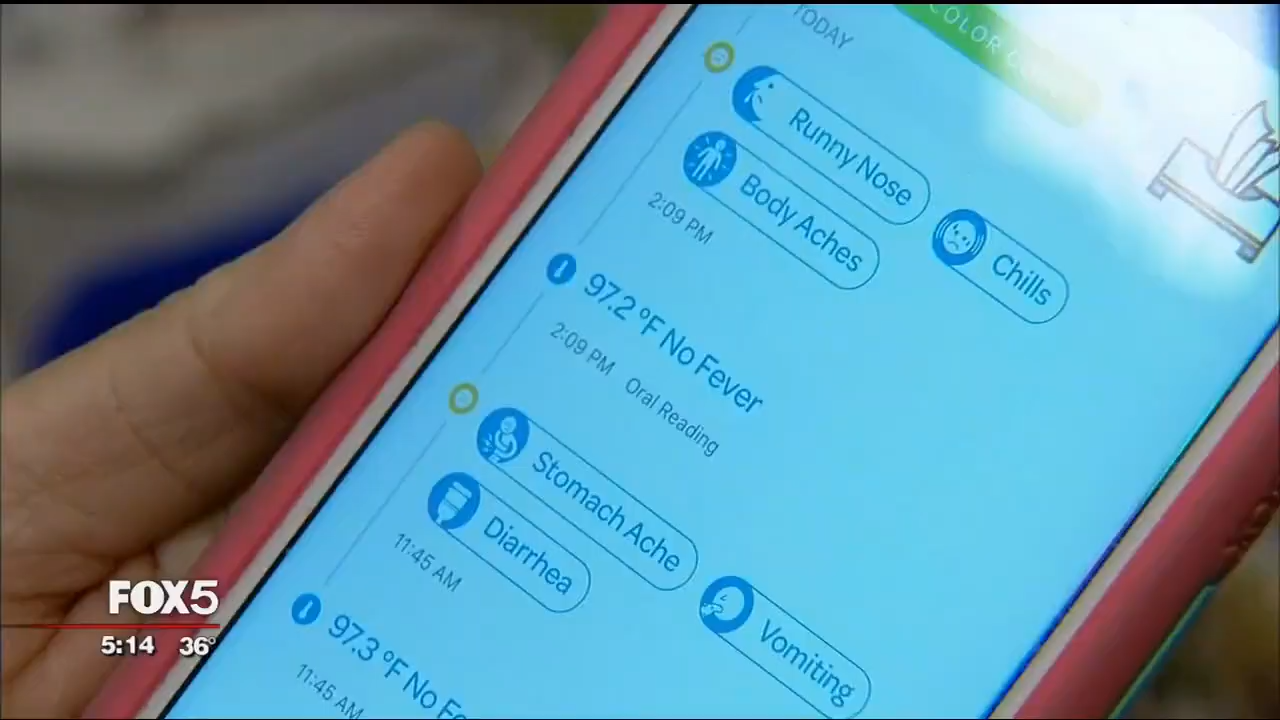 TODAY
COLOR
Runny Nose
Body Aches
Chills
2:09 PM
97.2 °F No Fever
2:09 PM Oral Reading
Stomach Ache
Diarrhea
Vomiting
11:45 AM
97.3 °F No
11:45 AM
FOX5
5:14 36°